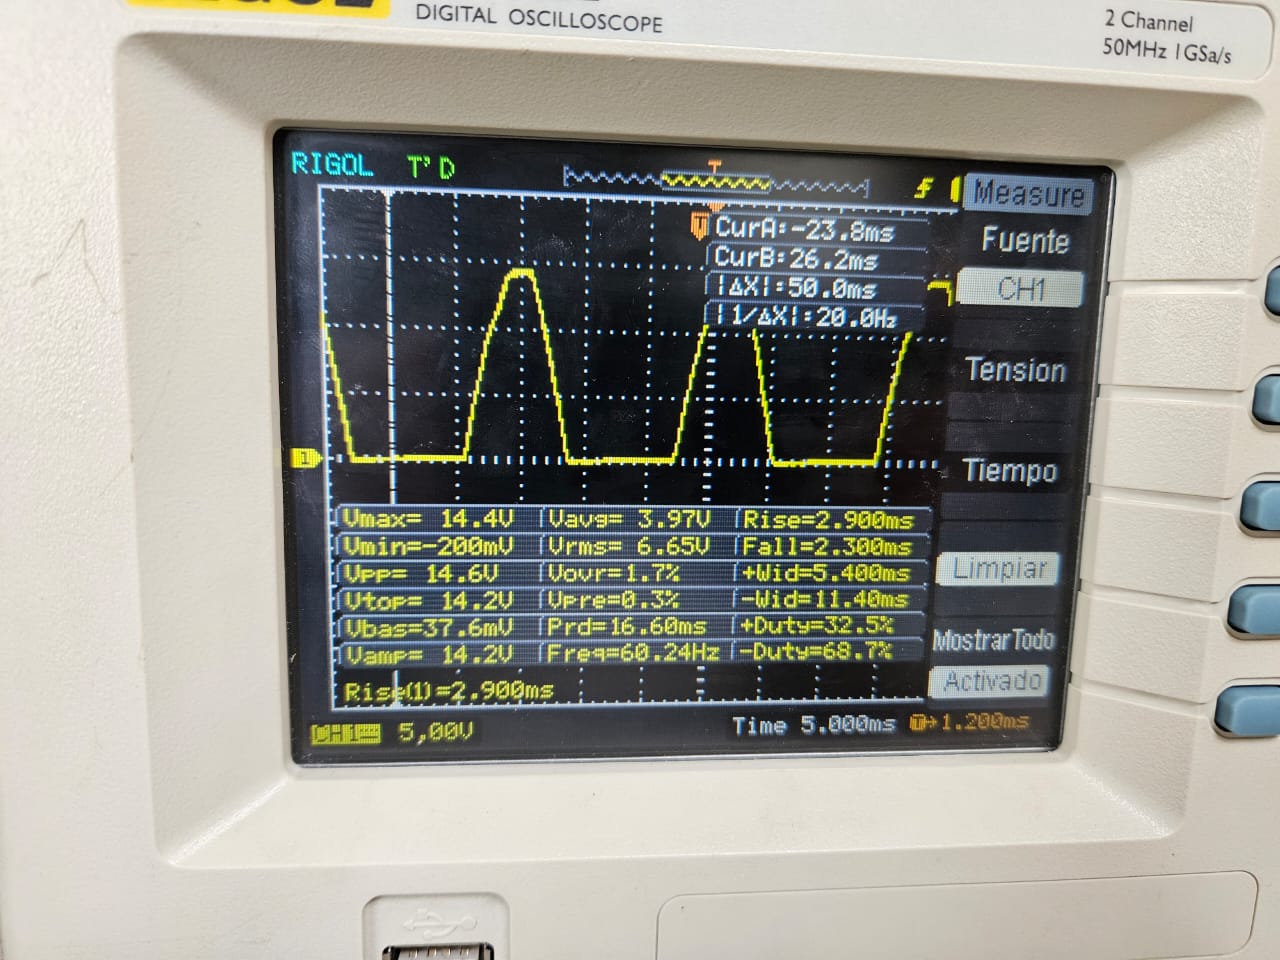 DIGITAL OSCILLOSCOPE
2 Channel
50MHz 1GSa/s
RIGOL T'D
T
Measure
T
CurA:-23.8ms
CurB:26.2ms
|ΔX|:50.0ms
|1/ΔX|:20.0Hz
Fuente
CH1
Tension
1
Tiempo
Vmax= 14.4V Vavg= 3.97V Rise=2.900ms
Vmin=-200mV Vrms= 6.65V Fall=2.300ms
Vpp= 14.6V Vovr=1.7% +Wid=5.400ms
Vtop= 14.2V Vpre=0.3% -Wid=11.40ms
Vbas=37.6mV Prd=16.60ms +Duty=32.5%
Vamp= 14.2V Freq=60.24Hz -Duty=68.7%
Rise(1)=2.900ms
Limpiar
MostrarTodo
Activado
CH1 5,00V Time 5.000ms T→1.200ms